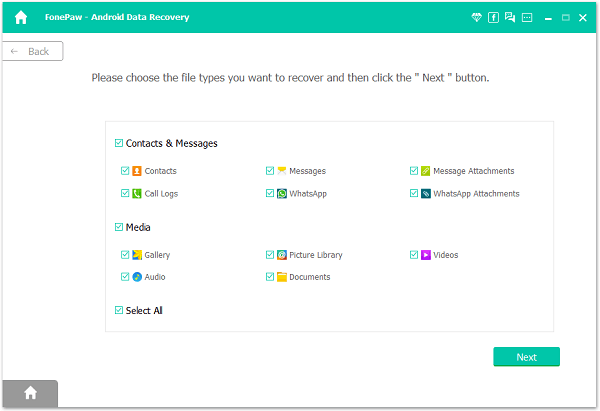 FonePaw - Android Data Recovery
Back
Please choose the file types you want to recover and then click the " Next " button.
Contacts & Messages
Contacts Messages Message Attachments
Call Logs WhatsApp WhatsApp Attachments
Media
Gallery Picture Library Videos
Audio Documents
Select All
Next